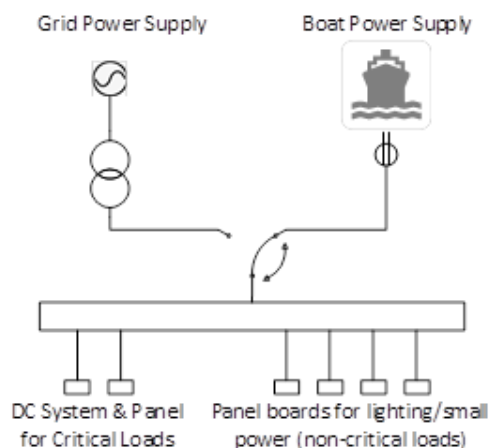 Grid Power Supply
Boat Power Supply
DC System & Panel
for Critical Loads
Panel boards for lighting/small
power (non-critical loads)